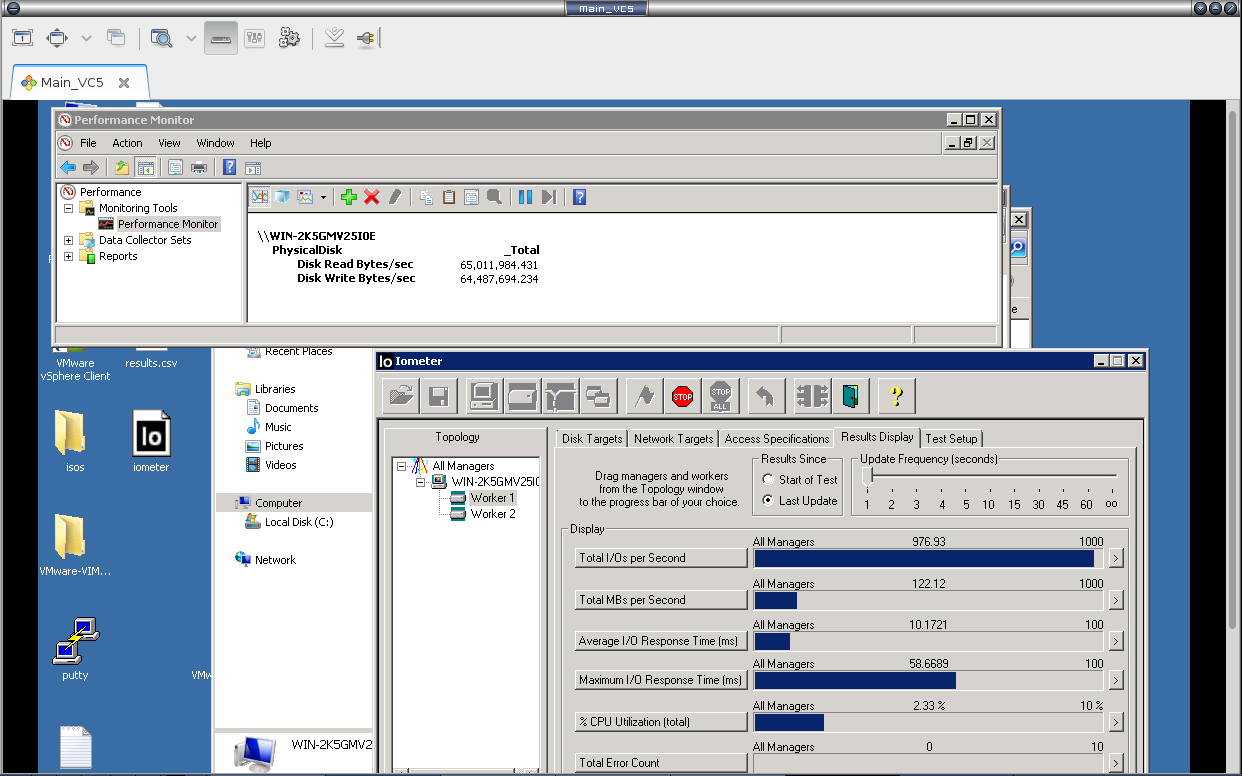 Main_VC5
Main_VC5
Performance Monitor
File Action View Window Help
Performance
Monitoring Tools
Performance Monitor
Data Collector Sets
Reports
\\WIN-2K5GMV25I0E
PhysicalDisk _Total
Disk Read Bytes/sec 65,011,984.431
Disk Write Bytes/sec 64,487,694.234
VMware
vSphere Client
results.csv
isos
iometer
VMware-VIM...
putty
Recent Places
Libraries
Documents
Music
Pictures
Videos
Computer
Local Disk (C:)
Network
Iometer
STOP
STOP
ALL
Topology
All Managers
Worker 1
Worker 2
Disk Targets
Network Targets
Access Specifications
Results Display
Test Setup
Drag managers and workers
from the Topology window
to the progress bar of your choice.
Results Since
Start of Test
Last Update
Update Frequency (seconds)
1 2 3 4 5 10 15 30 45 60 oo
Display
All Managers 976.93 1000
Total I/Os per Second
All Managers 122.12 1000
Total MBs per Second
All Managers 10.1721 100
Average I/O Response Time (ms)
All Managers 58.6689 100
Maximum I/O Response Time (ms)
All Managers 2.33 % 10 %
% CPU Utilization (total)
All Managers 0 10
Total Error Count